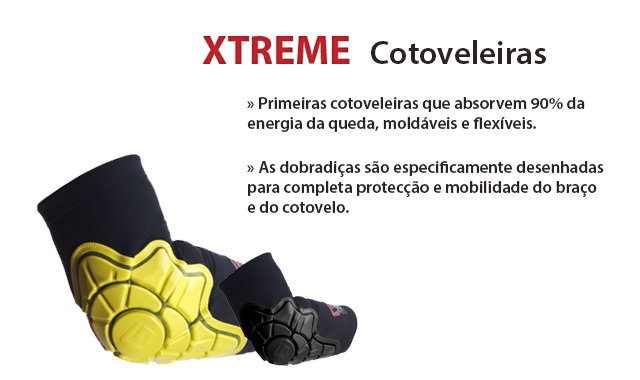 XTREME Cotoveleiras
» Primeiras cotoveleiras que absorvem 90% da
energia da queda, moldáveis e flexíveis.
» As dobradiças são especificamente desenhadas
para completa protecção e mobilidade do braço
e do cotovelo.